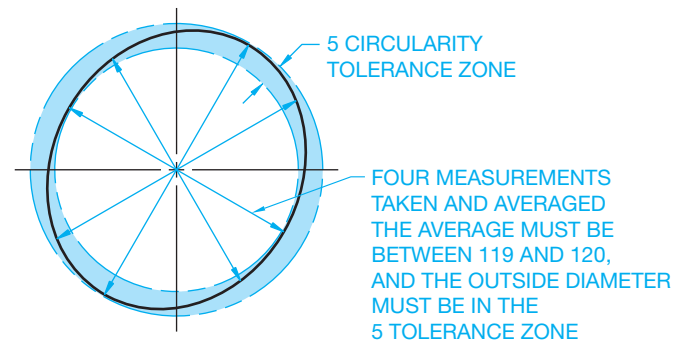 5 CIRCULARITY
TOLERANCE ZONE
FOUR MEASUREMENTS
TAKEN AND AVERAGED
THE AVERAGE MUST BE
BETWEEN 119 AND 120,
AND THE OUTSIDE DIAMETER
MUST BE IN THE
5 TOLERANCE ZONE